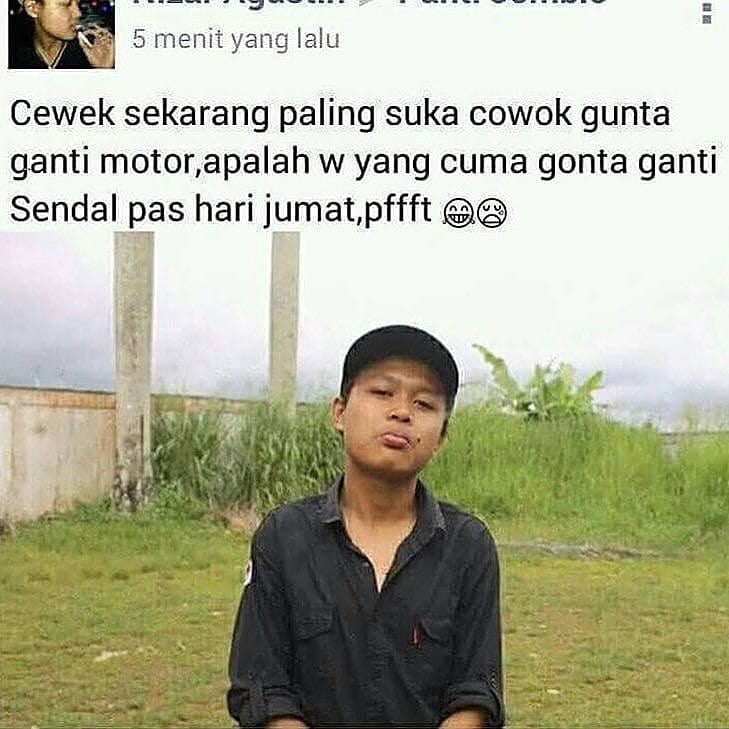 5 menit yang lalu
Cewek sekarang paling suka cowok gunta
ganti motor,apalah w yang cuma gonta ganti
Sendal pas hari jumat,pffft 😁😢